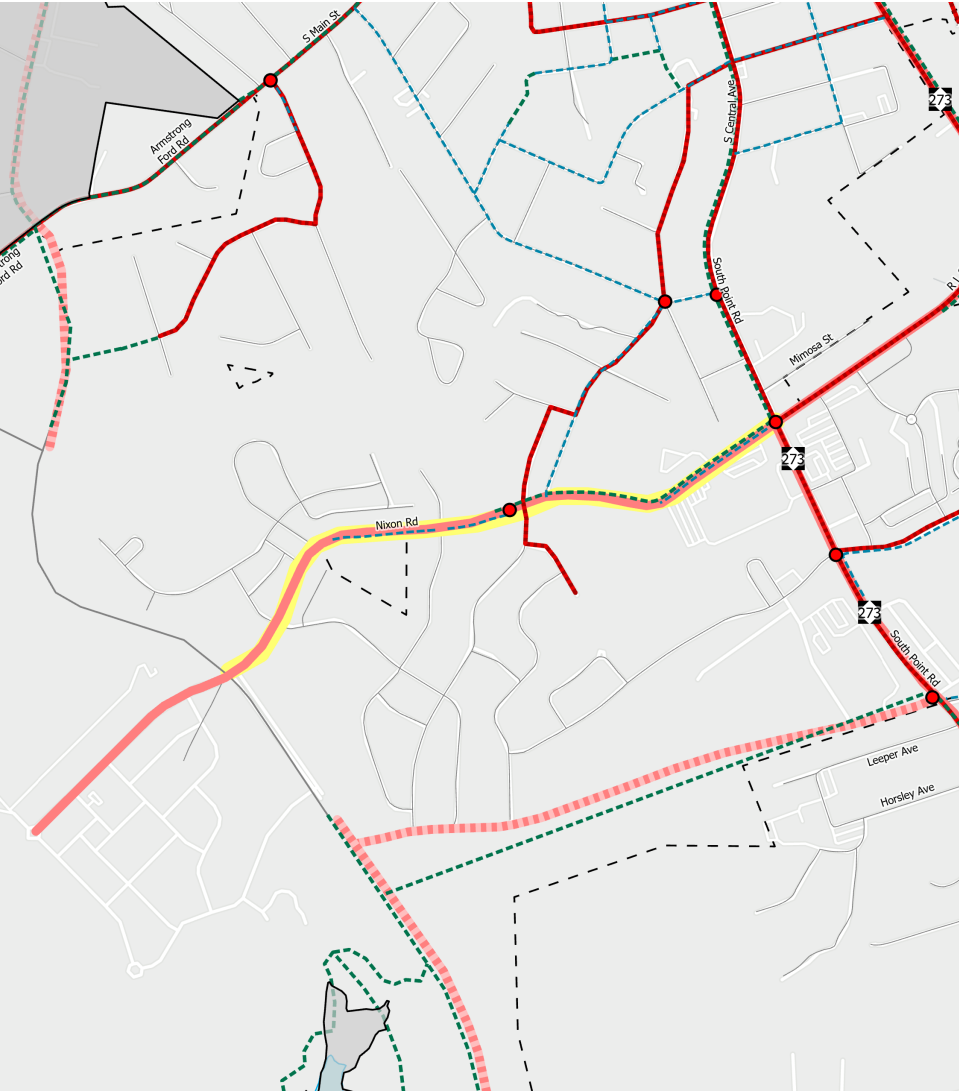 S Main St
Armstrong
Ford Rd
S Central Ave
273
South Point Rd
Mimosa St
273
Nixon Rd
273
South Point Rd
Leeper Ave
Horsley Ave